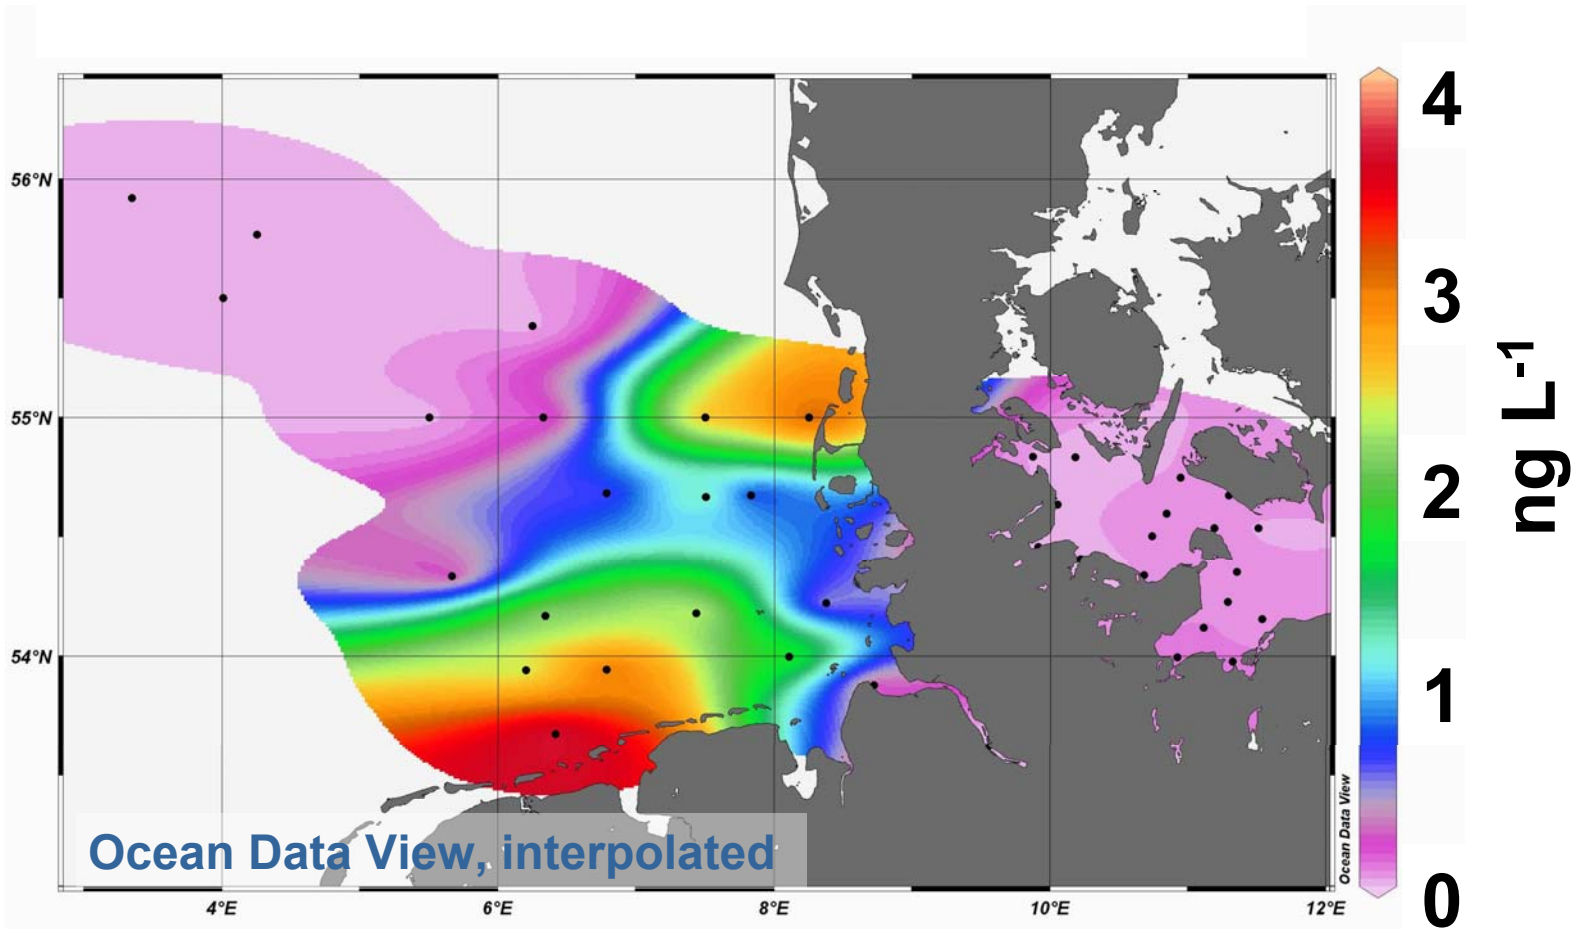 4
56°N
3
55°N
2
ng L-1
1
54°N
Ocean Data View
Ocean Data View, interpolated
0
4°E
6°E
8°E
10°E
12°E